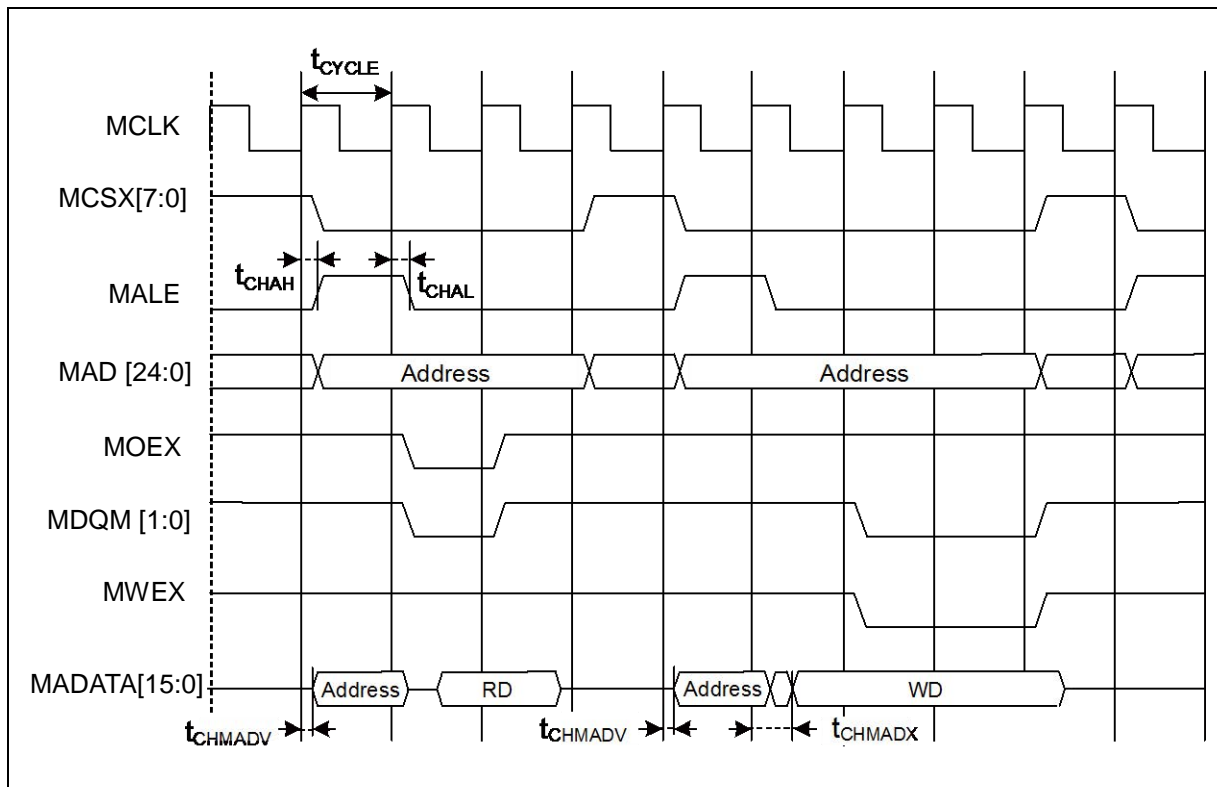 tCYCLE
MCLK
MCSX[7:0]
tCHAH
tCHAL
MALE
MAD [24:0]
Address
Address
MOEX
MDQM [1:0]
MWEX
MADATA[15:0]
Address
RD
Address
WD
tCHMADV
tCHMADV
tCHMADX